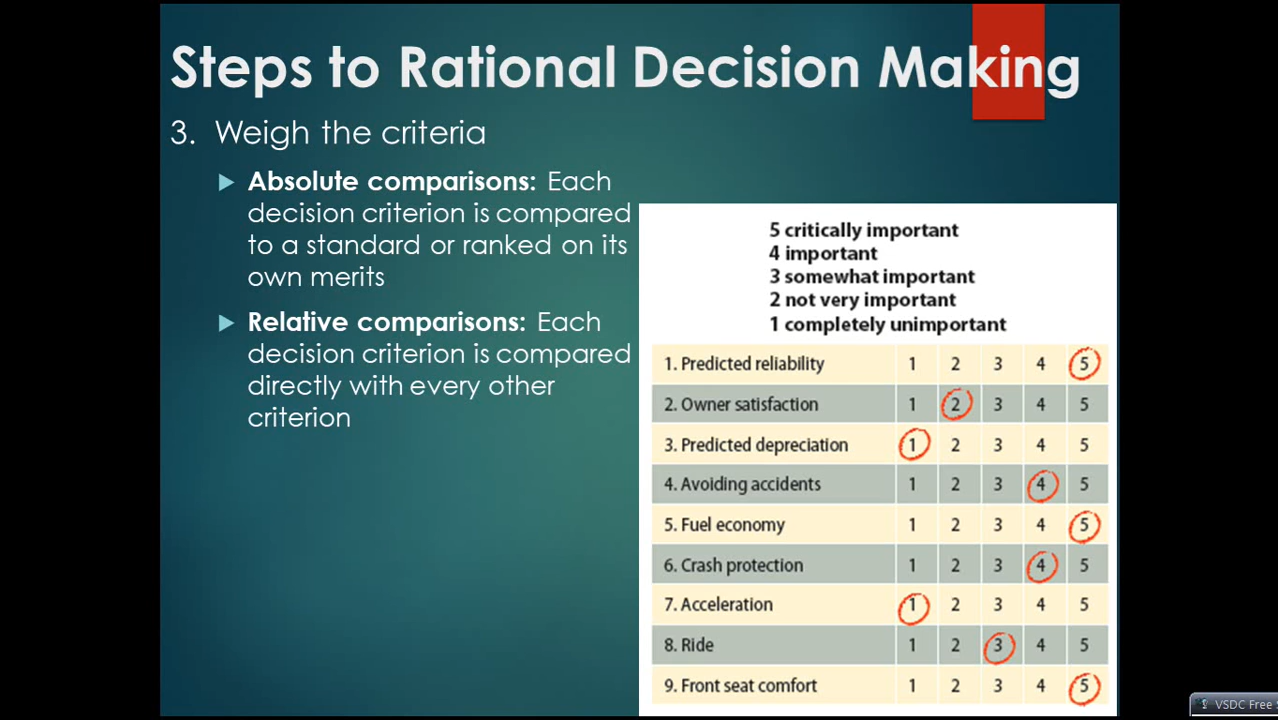 Steps to Rational Decision Making
3. Weigh the criteria
Absolute comparisons: Each
decision criterion is compared
to a standard or ranked on its
own merits
Relative comparisons: Each
decision criterion is compared
directly with every other
criterion
5 critically important
4 important
3 somewhat important
2 not very important
1 completely unimportant
1. Predicted reliability 1 2 3 4 5
2. Owner satisfaction 1 2 3 4 5
3. Predicted depreciation 1 2 3 4 5
4. Avoiding accidents 1 2 3 4 5
5. Fuel economy 1 2 3 4 5
6. Crash protection 1 2 3 4 5
7. Acceleration 1 2 3 4 5
8. Ride 1 2 3 4 5
9. Front seat comfort 1 2 3 4 5
VSDC Free